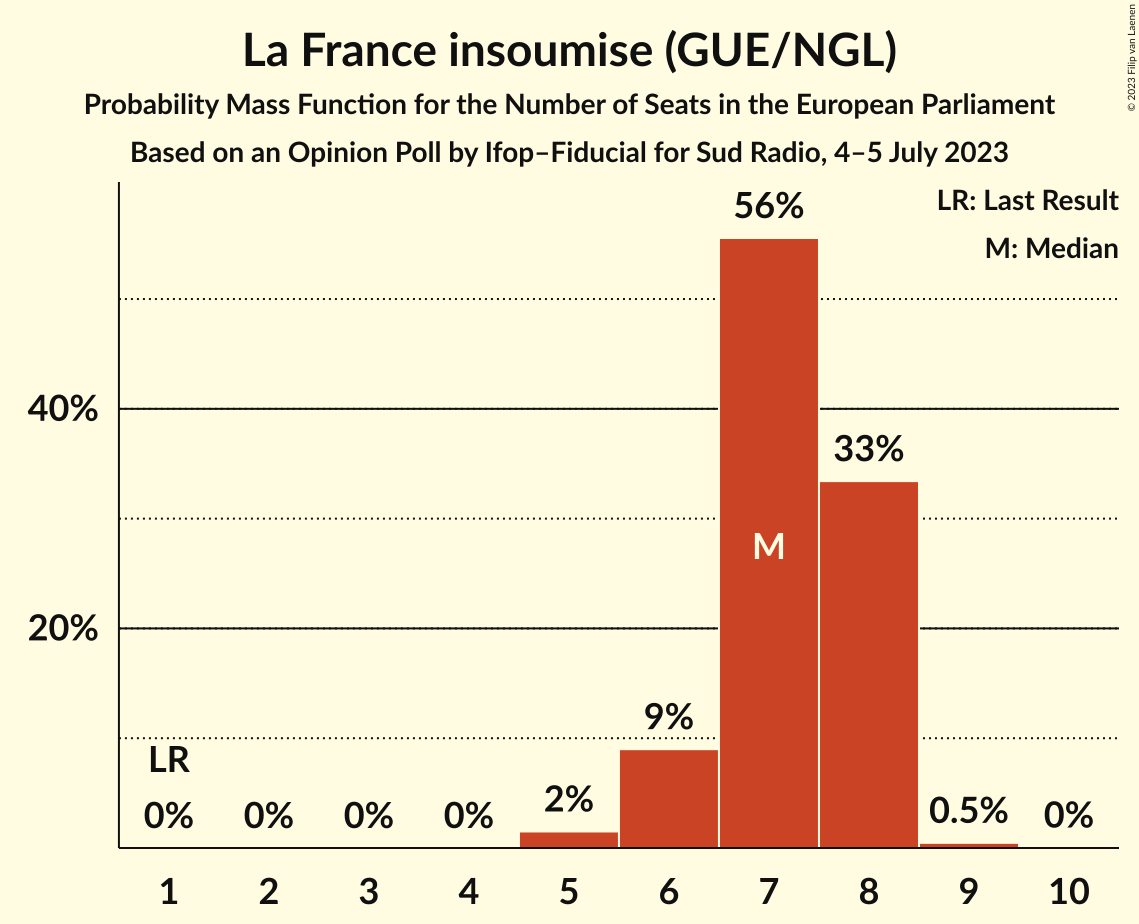 La France insoumise (GUE/NGL)
Probability Mass Function for the Number of Seats in the European Parliament
Based on an Opinion Poll by Ifop–Fiducial for Sud Radio, 4–5 July 2023
© 2023 Filip van Laenen
LR: Last Result
M: Median
56%
40%
33%
M
20%
9%
LR
2%
0.5%
0% 0% 0% 0% 0%
1 2 3 4 5 6 7 8 9 10